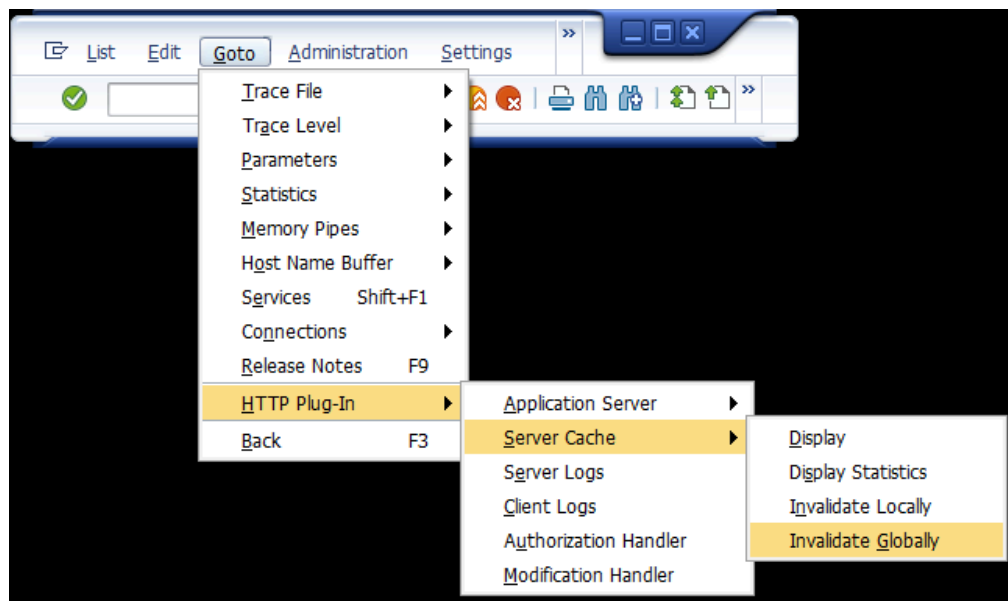 List Edit Goto Administration Settings »
»
Trace File
Trace Level
Parameters
Statistics
Memory Pipes
Host Name Buffer
Services Shift+F1
Connections
Release Notes F9
HTTP Plug-In
Back F3
Application Server
Server Cache
Server Logs
Client Logs
Authorization Handler
Modification Handler
Display
Display Statistics
Invalidate Locally
Invalidate Globally